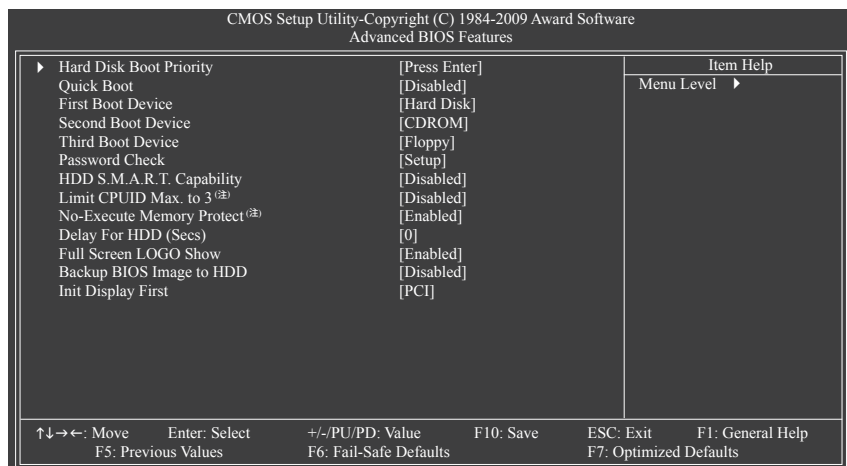 CMOS Setup Utility-Copyright (C) 1984-2009 Award Software
Advanced BIOS Features
▶ Hard Disk Boot Priority [Press Enter]
Quick Boot [Disabled]
First Boot Device [Hard Disk]
Second Boot Device [CDROM]
Third Boot Device [Floppy]
Password Check [Setup]
HDD S.M.A.R.T. Capability [Disabled]
Limit CPUID Max. to 3 (注) [Disabled]
No-Execute Memory Protect (注) [Enabled]
Delay For HDD (Secs) [0]
Full Screen LOGO Show [Enabled]
Backup BIOS Image to HDD [Disabled]
Init Display First [PCI]
Item Help
Menu Level ▶
↑↓→←: Move Enter: Select +/-/PU/PD: Value F10: Save ESC: Exit F1: General Help
F5: Previous Values F6: Fail-Safe Defaults F7: Optimized Defaults